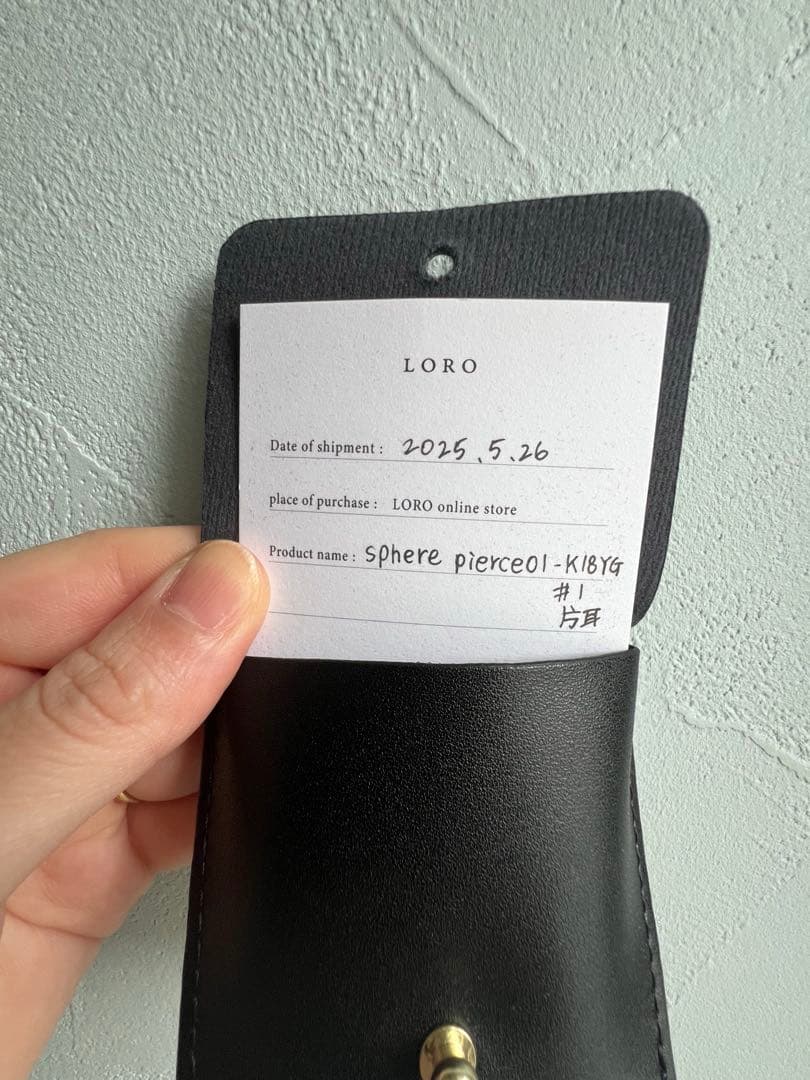 LORO
Date of shipment : 2025.5.26
place of purchase : LORO online store
Product name : sphere pierce01-K18YG
#1
片耳